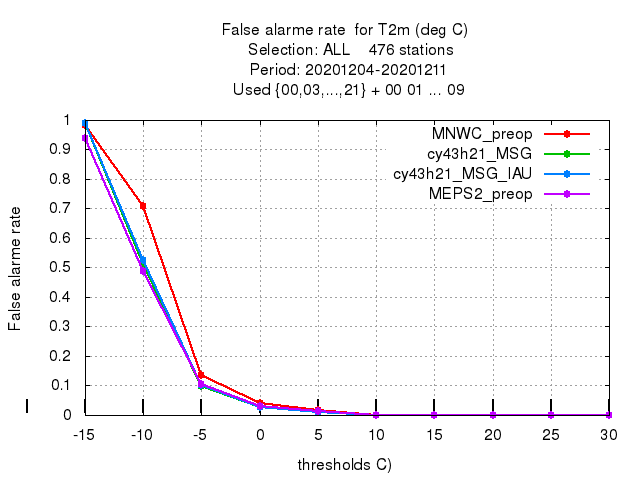 False alarme rate  for T2m (deg C)
Selection: ALL    476 stations
Period: 20201204-20201211
Used {00,03,...,21} + 00 01 ... 09
MNWC_preop
cy43h21_MSG
cy43h21_MSG_IAU
MEPS2_preop
False alarme rate
1
0.9
0.8
0.7
0.6
0.5
0.4
0.3
0.2
0.1
0
-15 -10 -5 0 5 10 15 20 25 30
thresholds C)